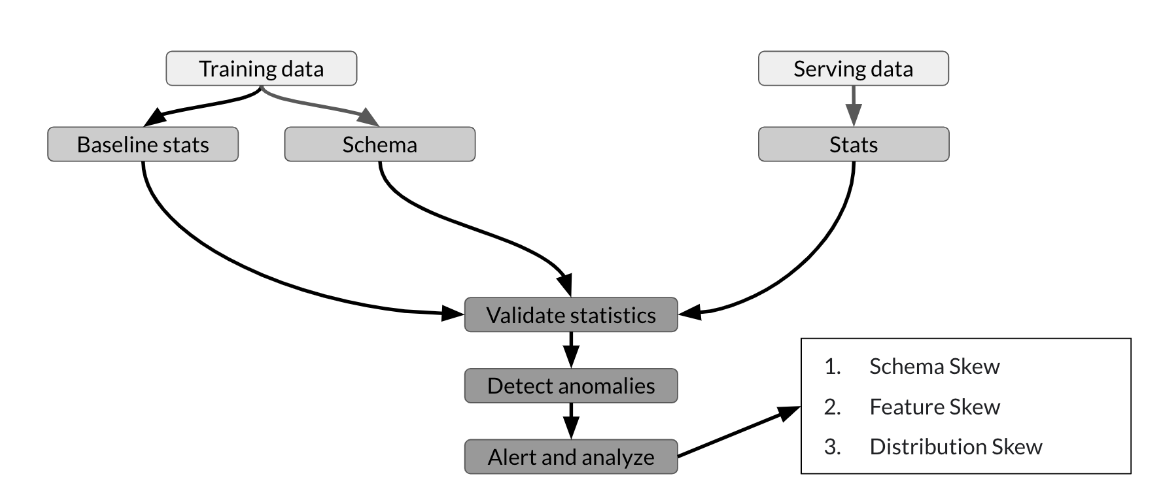 Training data
Serving data
Baseline stats
Schema
Stats
Validate statistics
Detect anomalies
Alert and analyze
1. Schema Skew
2. Feature Skew
3. Distribution Skew